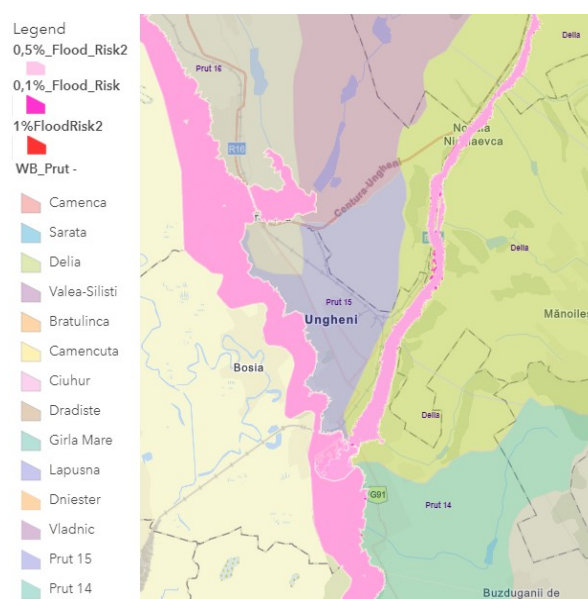 Legend
0,5%_Flood_Risk2
0,1%_Flood_Risk
1%FloodRisk2
WB_Prut -
Camenca
Sarata
Delia
Valea-Silisti
Bratulinca
Camencuta
Ciuhur
Dradiste
Girla Mare
Lapusna
Dniester
Vladnic
Prut 15
Prut 14
Delia
Prut 16
R16
Centura-Ungheni
Delia
Prut 15
Ungheni
Mănoileș
Bosia
Delia
G91
Prut 14
Buzduganii de